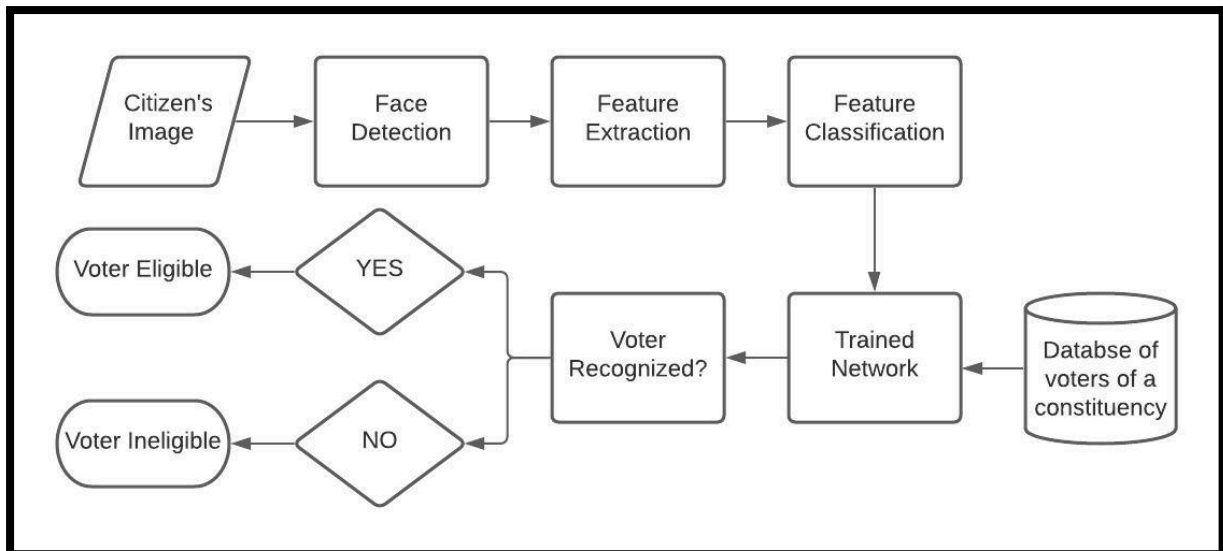 Citizen's
Image
Face
Detection
Feature
Extraction
Feature
Classification
Voter Eligible
YES
Voter
Recognized?
Trained
Network
Databse of
voters of a
constituency
Voter Ineligible
NO